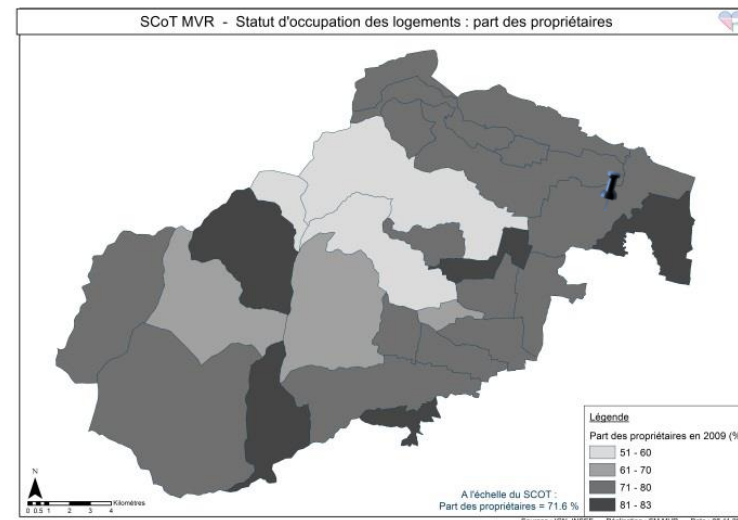 SCoT MVR - Statut d'occupation des logements : part des propriétaires
Légende
Part des propriétaires en 2009 (%
51 - 60
61 - 70
71 - 80
81 - 83
N
0 0.5 1 2 3 4
Kilomètres
A l'échelle du SCOT :
Part des propriétaires = 71.6 %